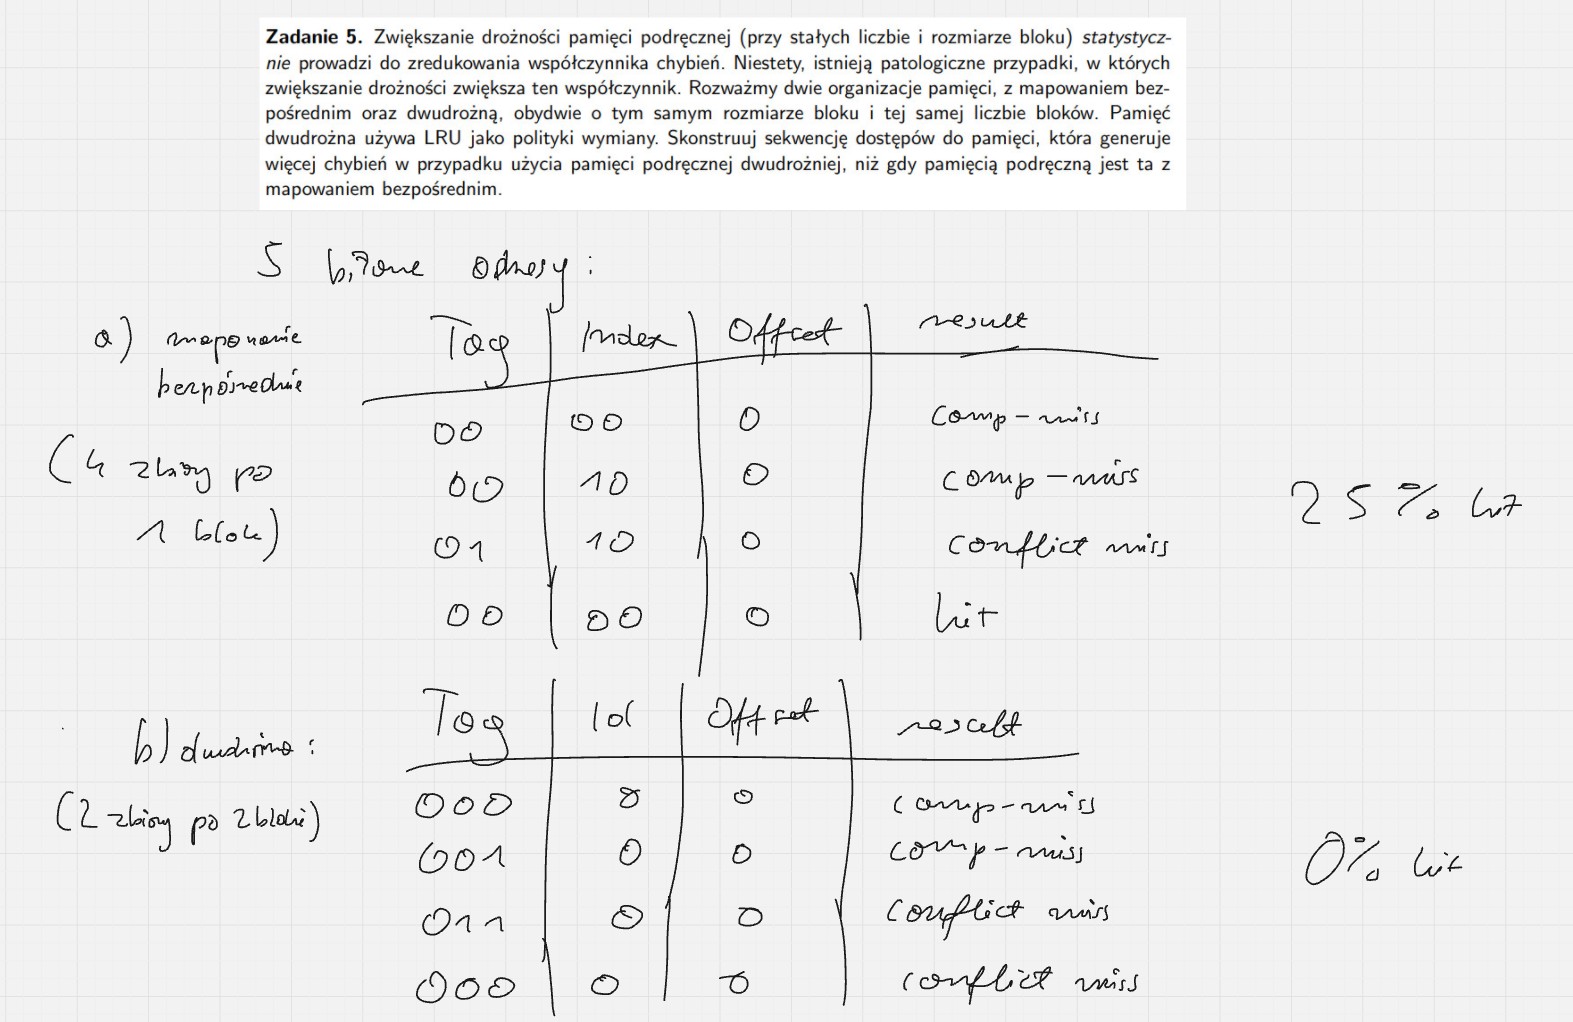 Zadanie 5. Zwiększanie drożności pamięci podręcznej (przy stałych liczbie i rozmiarze bloku) statystycz-
nie prowadzi do zredukowania współczynnika chybień. Niestety, istnieją patologiczne przypadki, w których
zwiększanie drożności zwiększa ten współczynnik. Rozważmy dwie organizacje pamięci, z mapowaniem bez-
pośrednim oraz dwudrożną, obydwie o tym samym rozmiarze bloku i tej samej liczbie bloków. Pamięć
dwudrożna używa LRU jako polityki wymiany. Skonstruuj sekwencję dostępów do pamięci, która generuje
więcej chybień w przypadku użycia pamięci podręcznej dwudrożniej, niż gdy pamięcią podręczną jest ta z
mapowaniem bezpośrednim.
5 bitowe adresy:
a) mapowanie
bezpośrednie
(4 zbiory po
1 blok)
Tag Index Offset result
00 00 0 comp-miss
00 10 0 comp-miss
01 10 0 conflict miss
00 00 0 hit
25% hit
b) dwudrożna:
(2 zbiory po 2 bloki)
Tag Id Offset result
000 0 0 comp-miss
001 0 0 comp-miss
011 0 0 conflict miss
000 0 0 conflict miss
0% hit